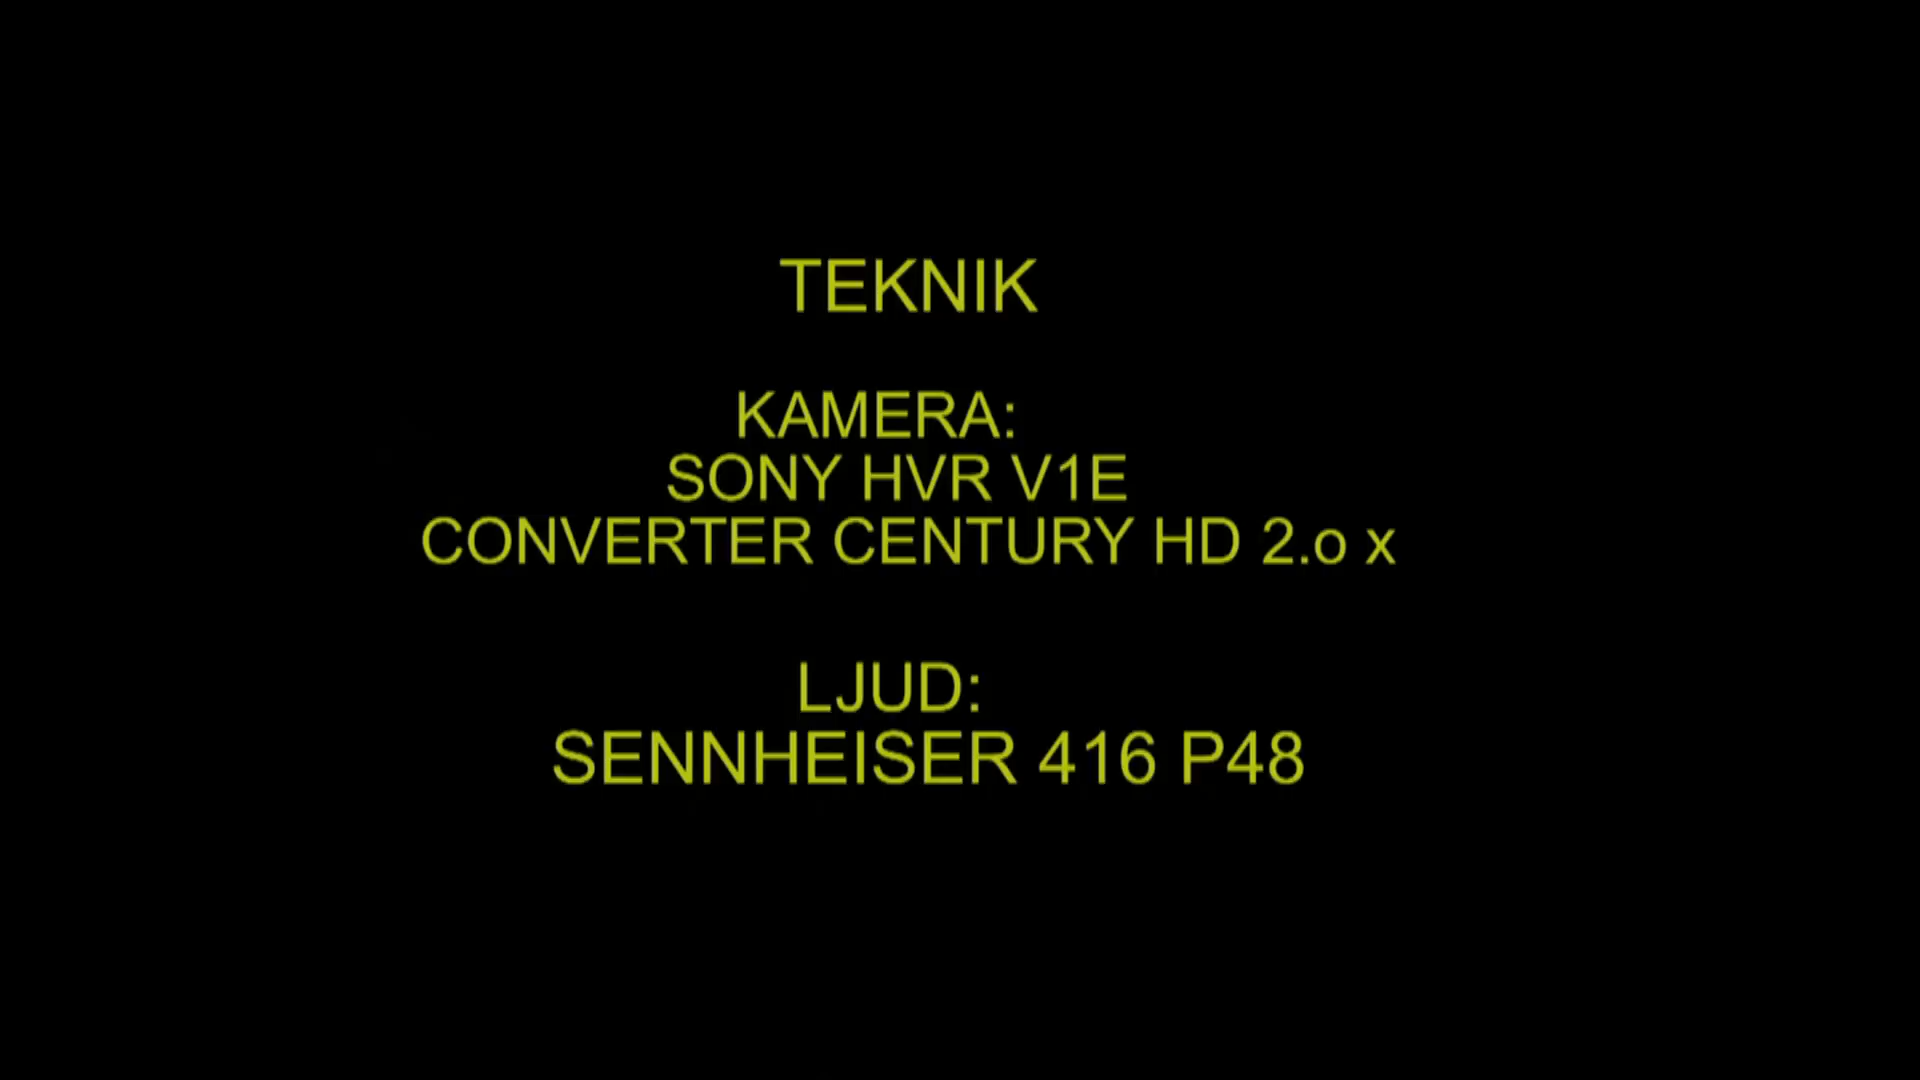 TEKNIK
KAMERA:
SONY HVR V1E
CONVERTER CENTURY HD 2.o x
LJUD:
SENNHEISER 416 P48